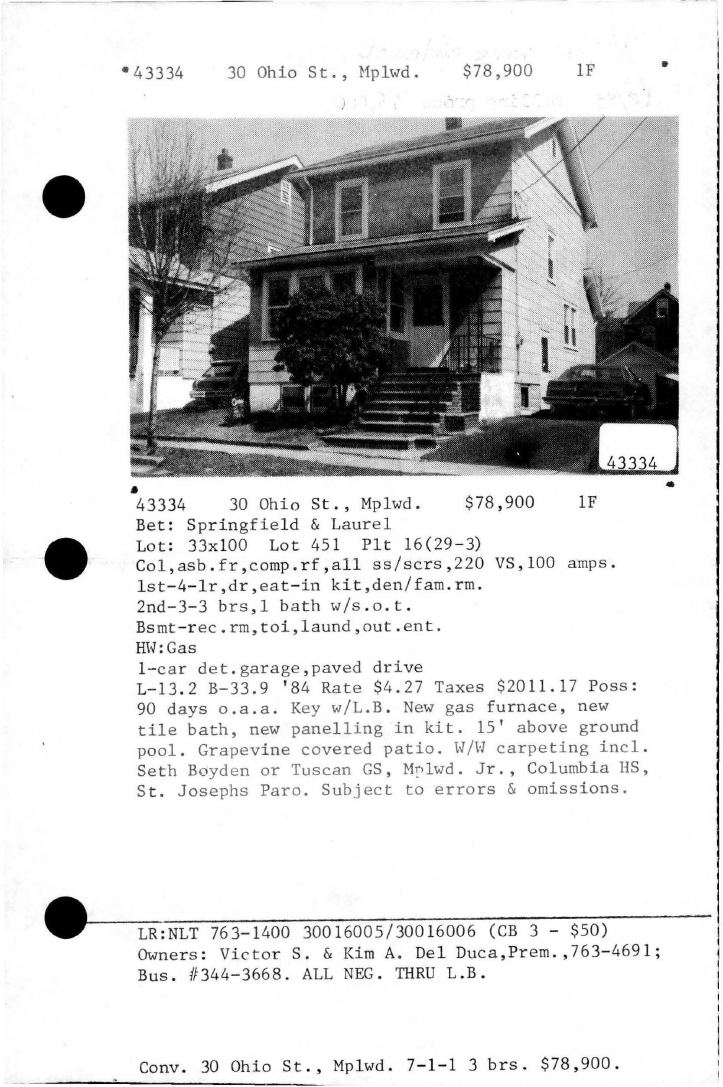 43334 30 Ohio St., Mplwd. $78,900 1F
43334
43334 30 Ohio St., Mplwd. $78,900 1F
Bet: Springfield & Laurel
Lot: 33x100 Lot 451 Plt 16(29-3)
Col,asb.fr,comp.rf,all ss/scrs,220 VS,100 amps.
1st-4-lr,dr,eat-in kit,den/fam.rm.
2nd-3-3 brs,1 bath w/s.o.t.
Bsmt-rec.rm,toi,laund,out.ent.
HW:Gas
1-car det.garage,paved drive
L-13.2 B-33.9 '84 Rate $4.27 Taxes $2011.17 Poss:
90 days o.a.a. Key w/L.B. New gas furnace, new
tile bath, new panelling in kit. 15' above ground
pool. Grapevine covered patio. W/W carpeting incl.
Seth Boyden or Tuscan GS, Mplwd. Jr., Columbia HS,
St. Josephs Paro. Subject to errors & omissions.
LR:NLT 763-1400 30016005/30016006 (CB 3 - $50)
Owners: Victor S. & Kim A. Del Duca,Prem.,763-4691;
Bus. #344-3668. ALL NEG. THRU L.B.
Conv. 30 Ohio St., Mplwd. 7-1-1 3 brs. $78,900.